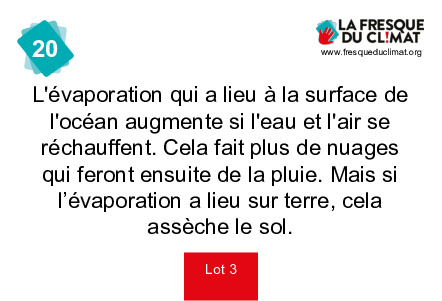 20
LA FRESQUE
DU CL!MAT
www.fresqueduclimat.org
L'évaporation qui a lieu à la surface de
l'océan augmente si l'eau et l'air se
réchauffent. Cela fait plus de nuages
qui feront ensuite de la pluie. Mais si
l’évaporation a lieu sur terre, cela
assèche le sol.
Lot 3